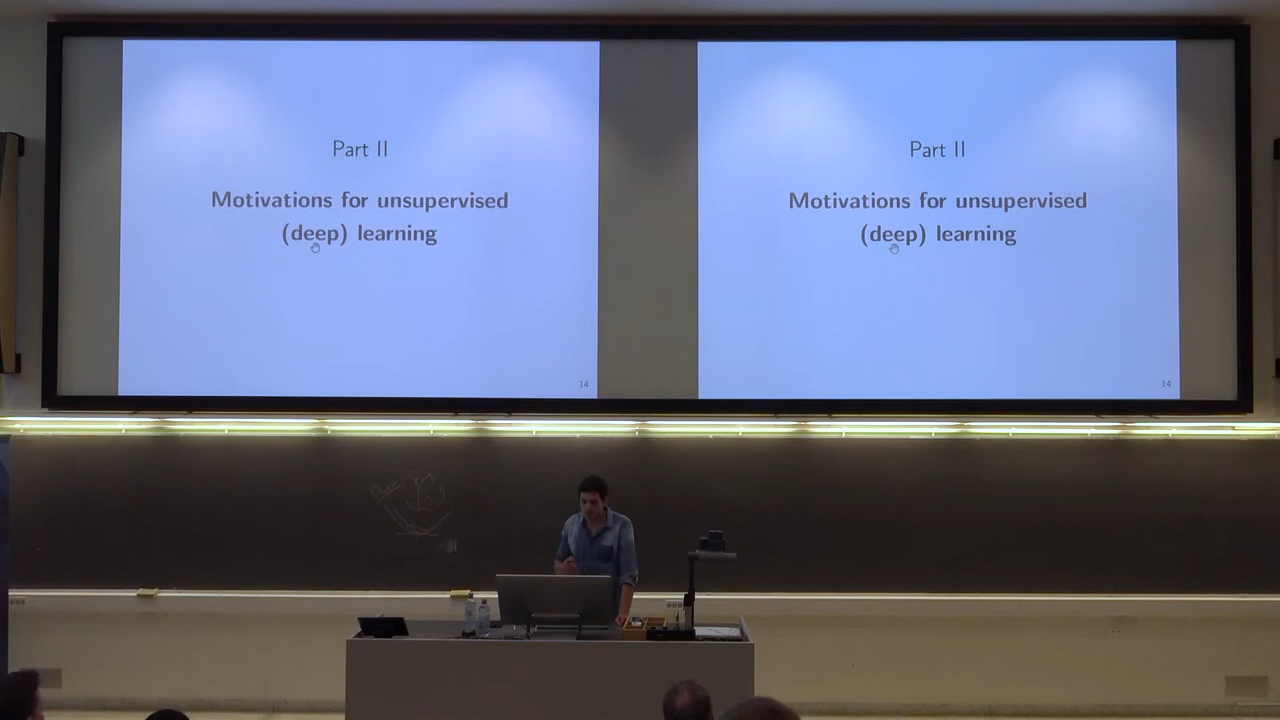 Part II
Motivations for unsupervised
(deep) learning
14
Part II
Motivations for unsupervised
(deep) learning
14